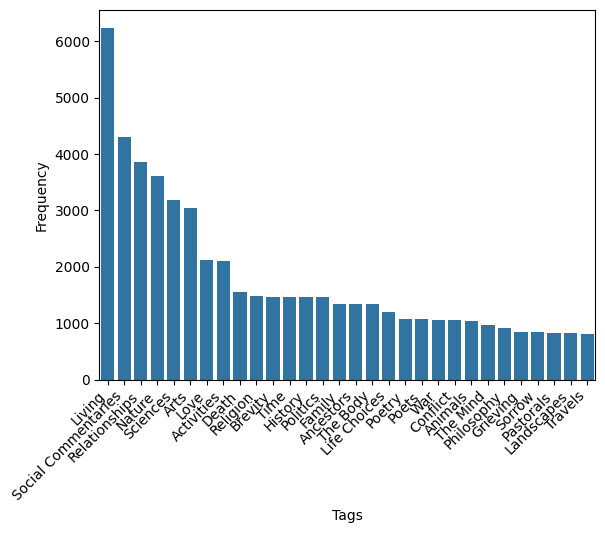 6000
5000
4000
3000
2000
1000
0
Frequency
Living
Social Commentaries
Relationships
Nature
Sciences
Arts
Love
Activities
Death
Religion
Brevity
Time
History
Politics
Family
Ancestors
The Body
Life Choices
Poetry
Poets
War
Conflict
Animals
The Mind
Philosophy
Grieving
Sorrow
Pastorals
Landscapes
Travels
Tags